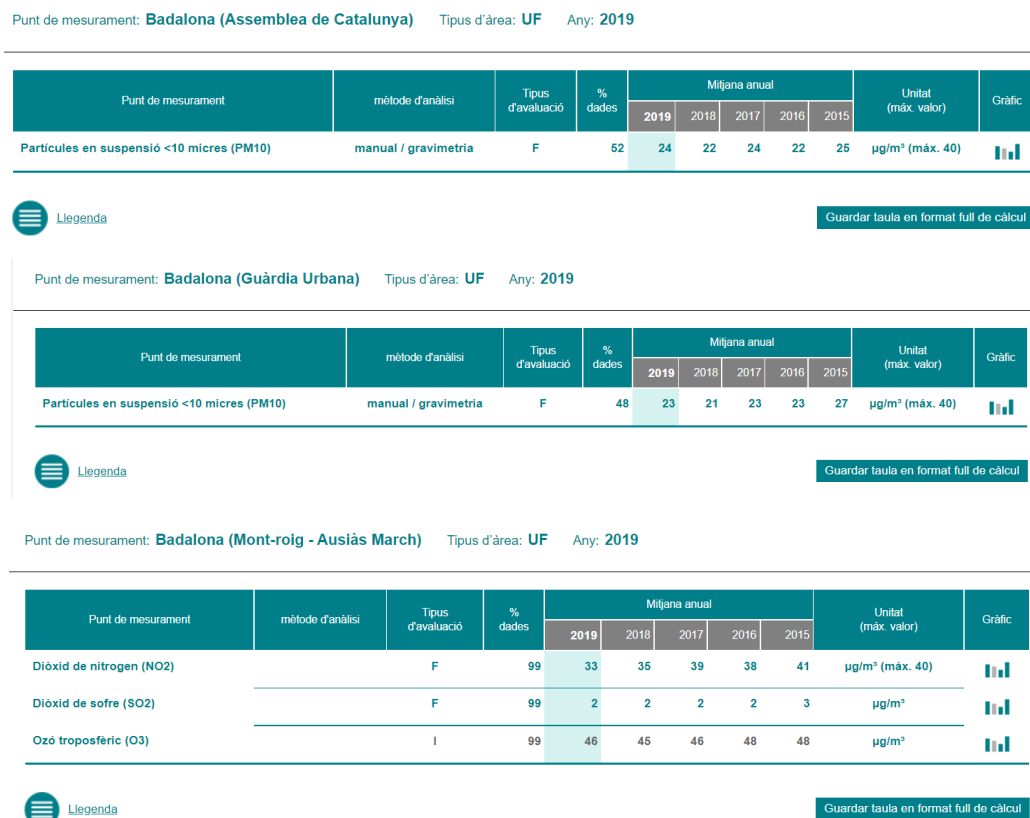 Punt de mesurament: Badalona (Assemblea de Catalunya) Tipus d'àrea: UF Any: 2019
Punt de mesurament mètode d'anàlisi Tipus d'avaluació % dades Mitjana anual Unitat (máx. valor) Gràfic
2019 2018 2017 2016 2015
Partícules en suspensió <10 micres (PM10) manual / gravimetria F 52 24 22 24 22 25 µg/m³ (máx. 40)
Llegenda Guardar taula en format full de càlcul
Punt de mesurament: Badalona (Guàrdia Urbana) Tipus d'àrea: UF Any: 2019
Punt de mesurament mètode d'anàlisi Tipus d'avaluació % dades Mitjana anual Unitat (máx. valor) Gràfic
2019 2018 2017 2016 2015
Partícules en suspensió <10 micres (PM10) manual / gravimetria F 48 23 21 23 23 27 µg/m³ (máx. 40)
Llegenda Guardar taula en format full de càlcul
Punt de mesurament: Badalona (Mont-roig - Ausiàs March) Tipus d'àrea: UF Any: 2019
Punt de mesurament mètode d'anàlisi Tipus d'avaluació % dades Mitjana anual Unitat (máx. valor) Gràfic
2019 2018 2017 2016 2015
Diòxid de nitrogen (NO2) F 99 33 35 39 38 41 µg/m³ (máx. 40)
Diòxid de sofre (SO2) F 99 2 2 2 2 3 µg/m³
Ozó troposfèric (O3) I 99 46 45 46 48 48 µg/m³
Llegenda Guardar taula en format full de càlcul